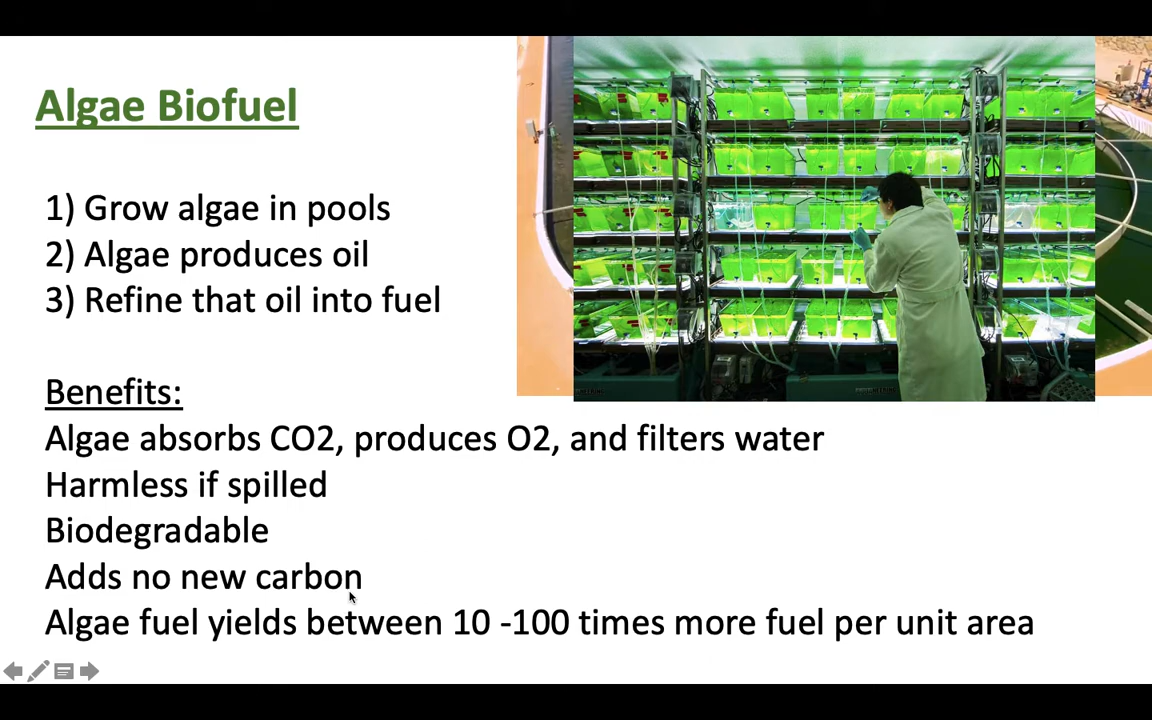 Algae Biofuel
1) Grow algae in pools
2) Algae produces oil
3) Refine that oil into fuel
Benefits:
Algae absorbs CO2, produces O2, and filters water
Harmless if spilled
Biodegradable
Adds no new carbon
Algae fuel yields between 10 -100 times more fuel per unit area